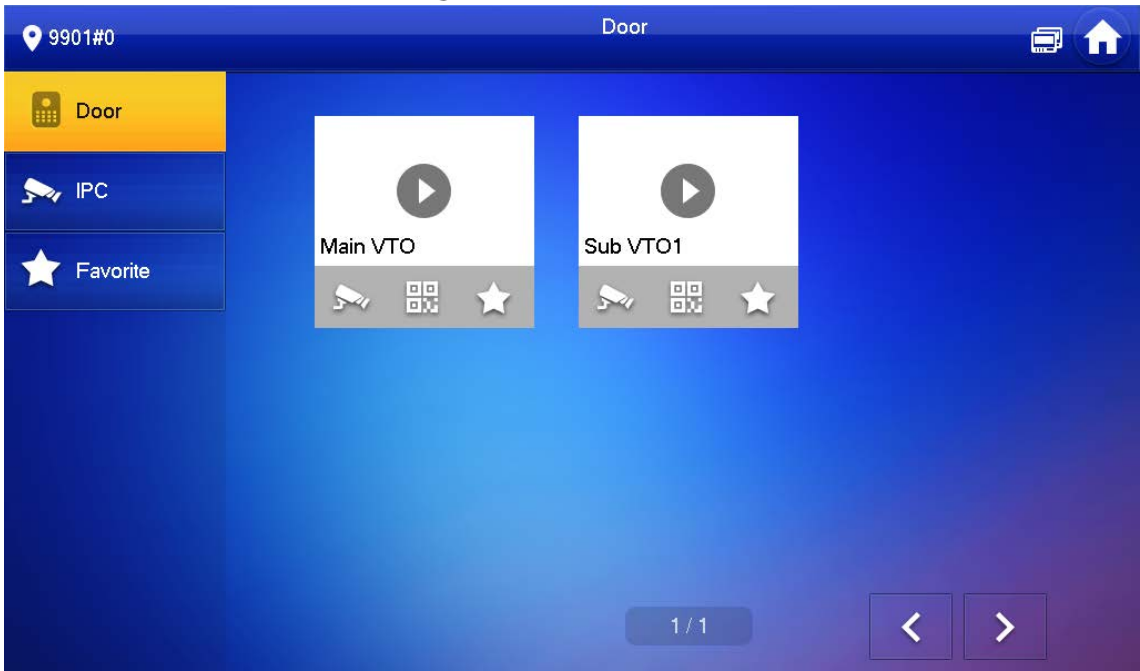 9901#0
Door
Door
IPC
Favorite
Main VTO
Sub VTO1
1/1